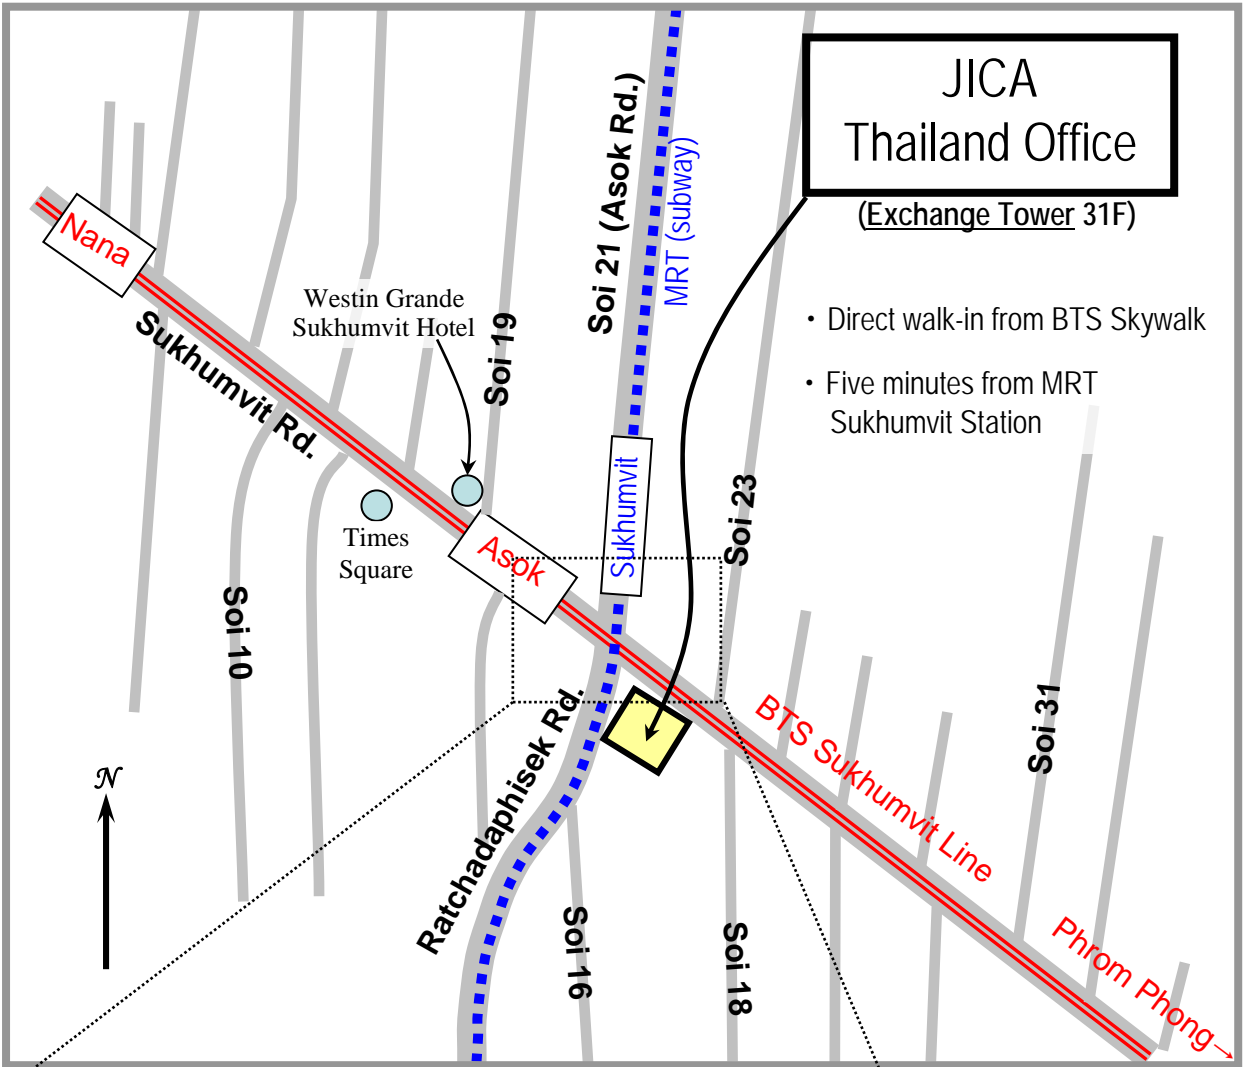 JICA
Thailand Office
(Exchange Tower 31F)
・Direct walk-in from BTS Skywalk
・Five minutes from MRT
Sukhumvit Station
Nana
Sukhumvit Rd.
Westin Grande
Sukhumvit Hotel
Soi 19
Soi 21 (Asok Rd.)
MRT (subway)
Sukhumvit
Soi 23
Times
Square
Asok
Soi 10
Ratchadaphisek Rd.
BTS Sukhumvit Line
Soi 31
N
Soi 16
Soi 18
Phrom Phong→